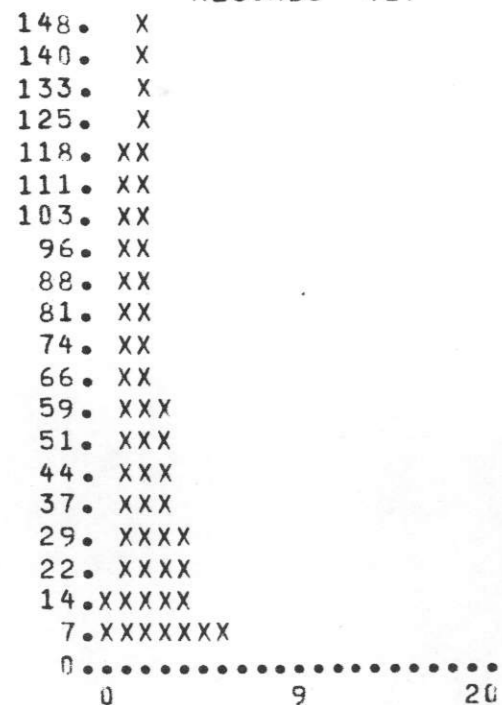 148.   X
140.   X
133.   X
125.   X
118. XX
111. XX
103. XX
96. XX
88. XX
81. XX
74. XX
66. XX
59. XXX
51. XXX
44. XXX
37. XXX
29. XXXX
22. XXXX
14.XXXXX
7.XXXXXXX
0......................
0 9 20